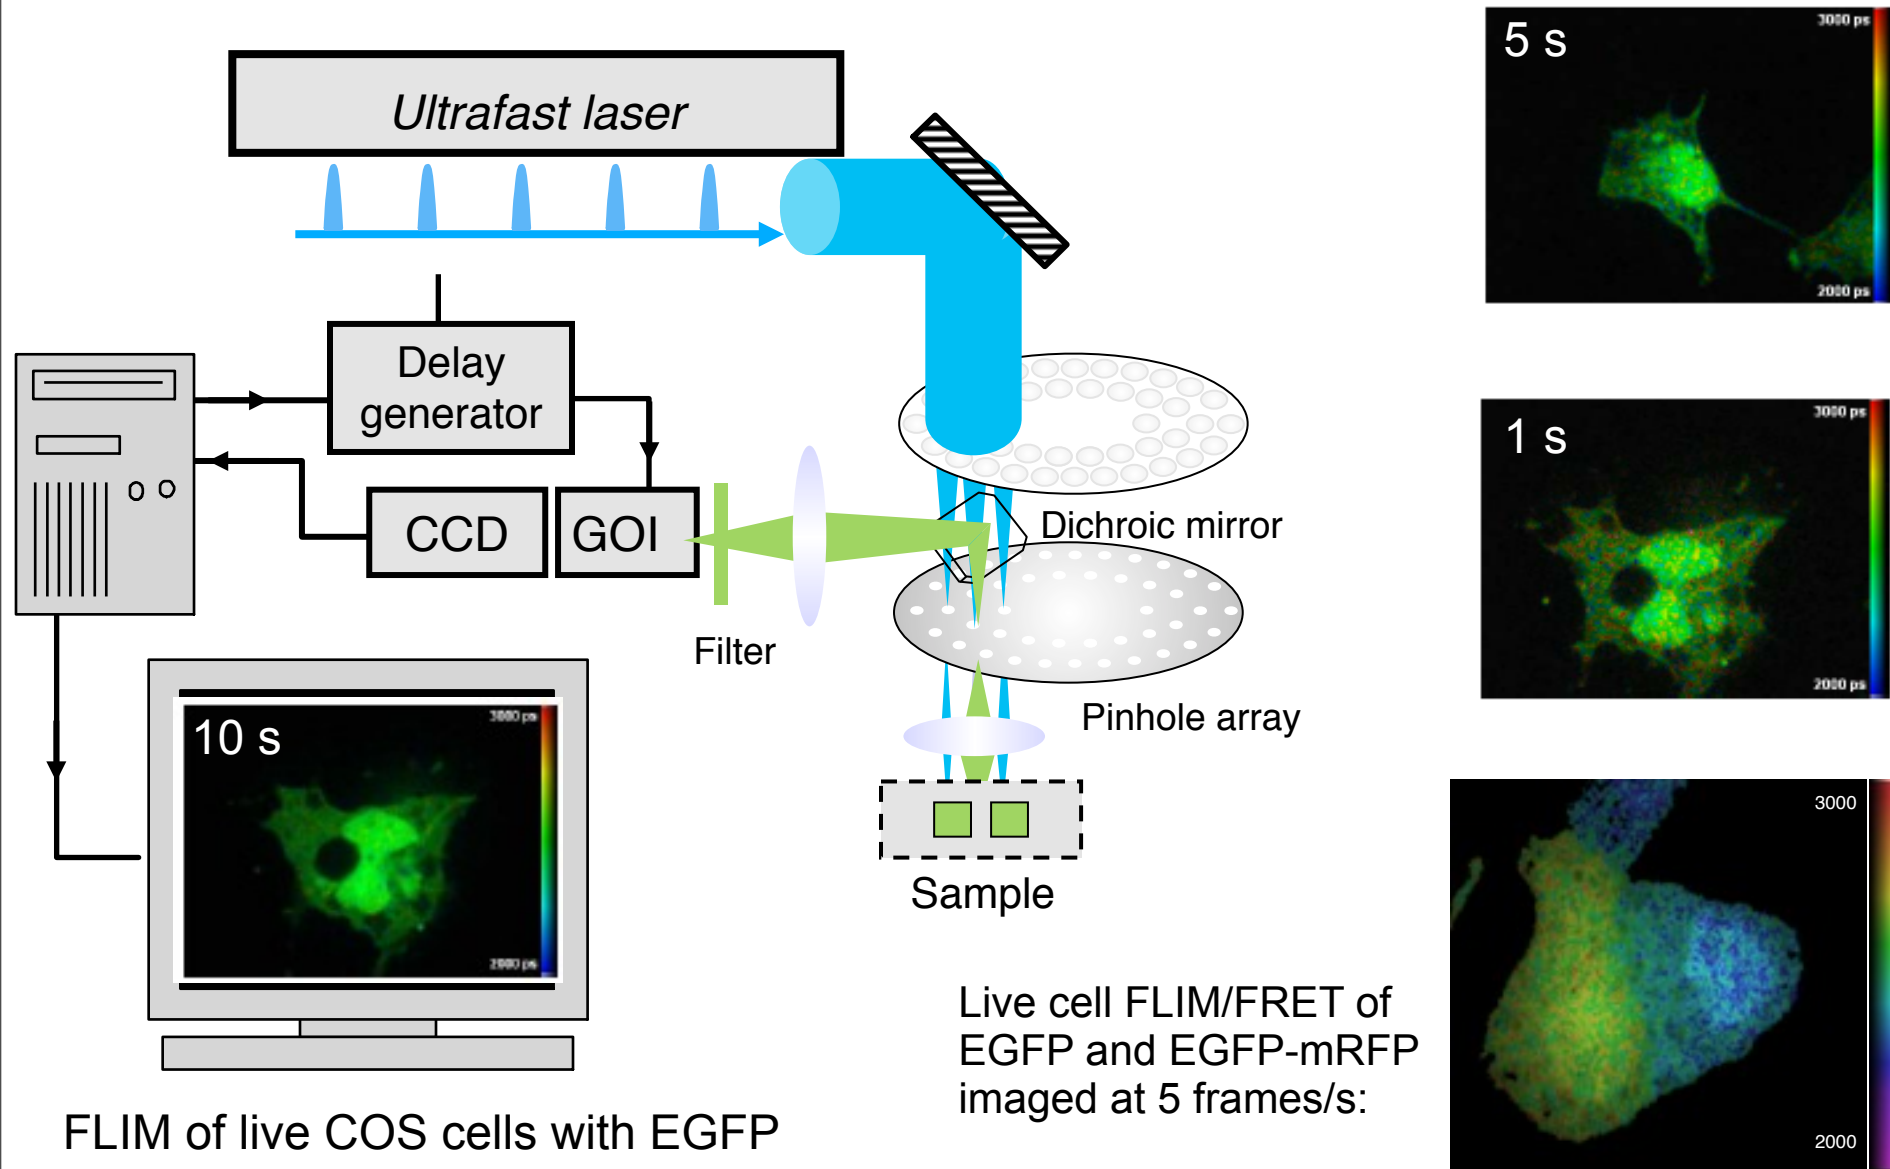 Ultrafast laser
Delay
generator
CCD
GOI
Filter
Dichroic mirror
Pinhole array
Sample
10 s
3000 ps
2000 ps
FLIM of live COS cells with EGFP
Live cell FLIM/FRET of
EGFP and EGFP-mRFP
imaged at 5 frames/s:
5 s
3000 ps
2000 ps
1 s
3000 ps
2000 ps
3000
2000